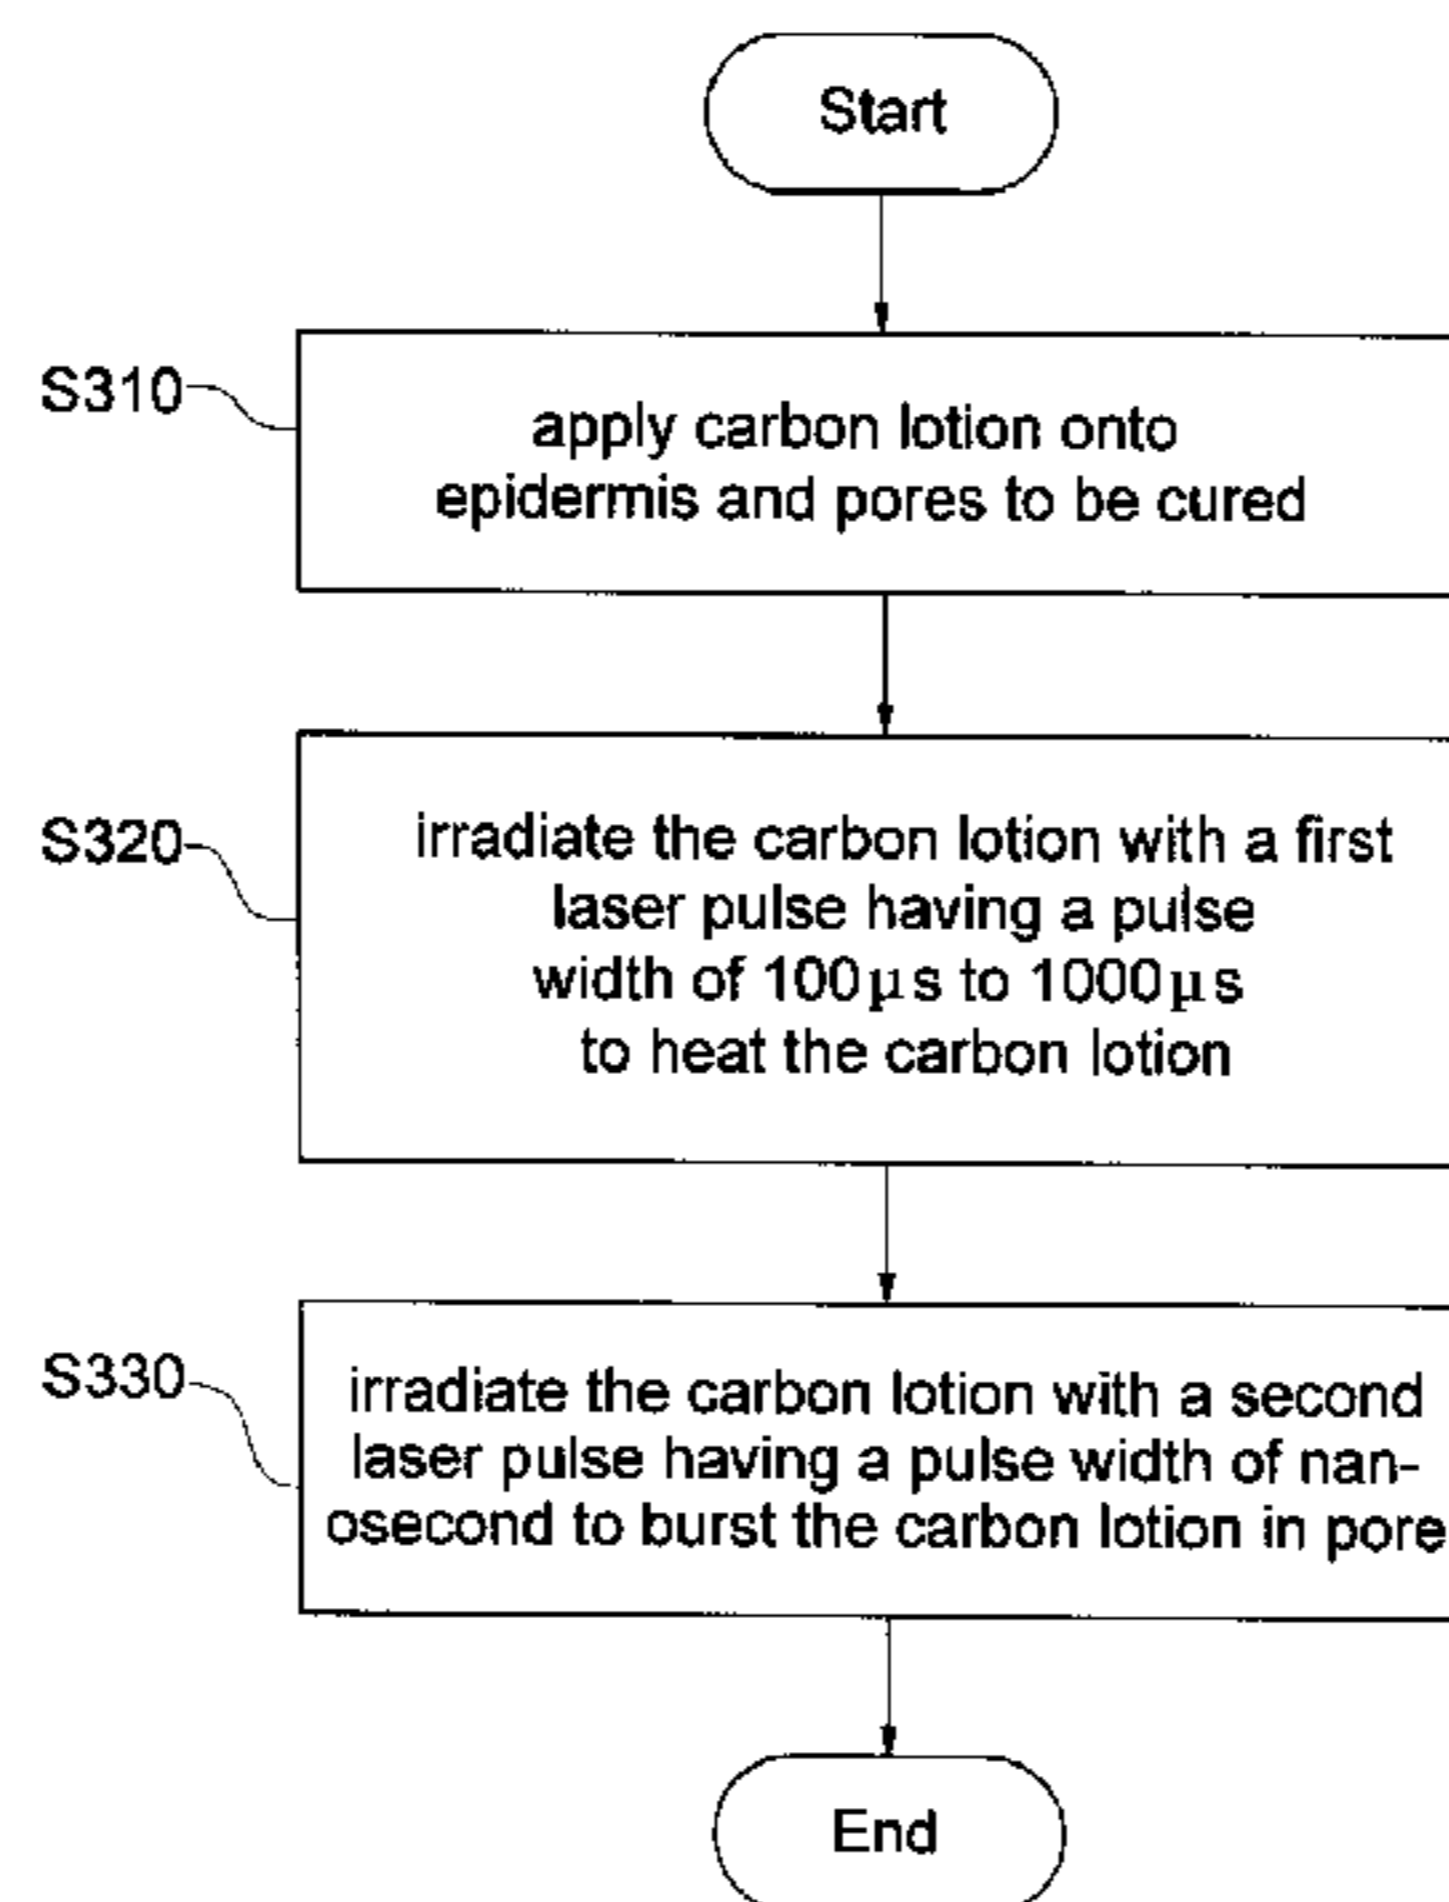 Start
S310
apply carbon lotion onto
epidermis and pores to be cured
S320
irradiate the carbon lotion with a first
laser pulse having a pulse
width of 100μs to 1000μs
to heat the carbon lotion
S330
irradiate the carbon lotion with a second
laser pulse having a pulse width of nan-
osecond to burst the carbon lotion in pore
End